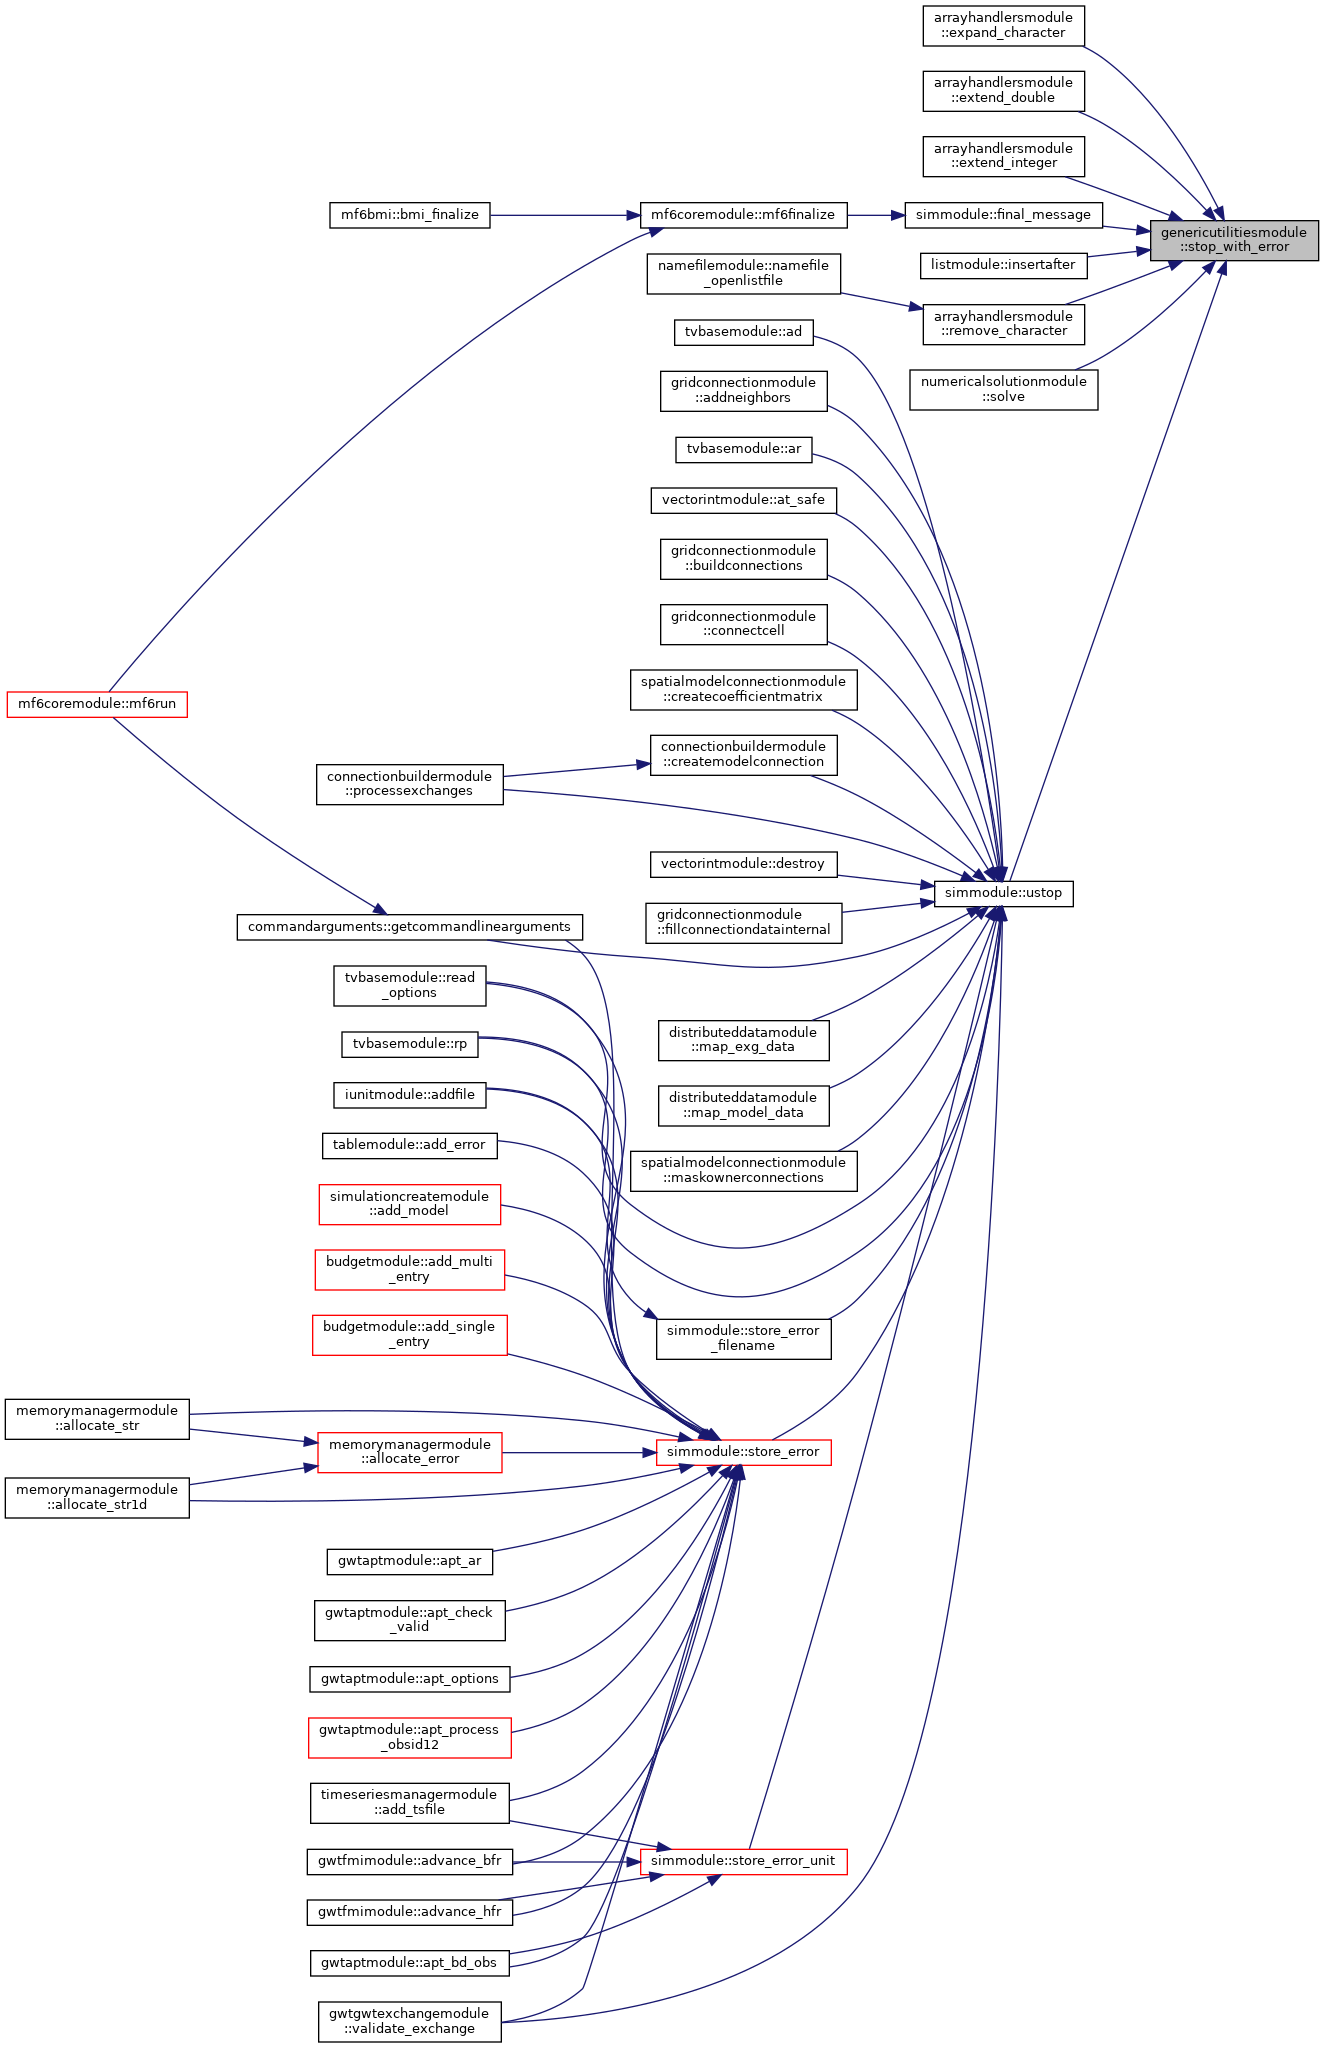 arrayhandlersmodule
::expand_character
arrayhandlersmodule
::extend_double
arrayhandlersmodule
::extend_integer
mf6bmi::bmi_finalize
mf6coremodule::mf6finalize
simmodule::final_message
genericutilitiesmodule
::stop_with_error
listmodule::insertafter
namefilemodule::namefile
_openlistfile
arrayhandlersmodule
::remove_character
tvbasemodule::ad
numericalsolutionmodule
::solve
gridconnectionmodule
::addneighbors
tvbasemodule::ar
vectorintmodule::at_safe
gridconnectionmodule
::buildconnections
gridconnectionmodule
::connectcell
spatialmodelconnectionmodule
::createcoefficientmatrix
mf6coremodule::mf6run
connectionbuildermodule
::createmodelconnection
connectionbuildermodule
::processexchanges
vectorintmodule::destroy
simmodule::ustop
gridconnectionmodule
::fillconnectiondatainternal
commandarguments::getcommandlinearguments
tvbasemodule::read
_options
distributeddatamodule
::map_exg_data
tvbasemodule::rp
iunitmodule::addfile
distributeddatamodule
::map_model_data
tablemodule::add_error
spatialmodelconnectionmodule
::maskownerconnections
simulationcreatemodule
::add_model
budgetmodule::add_multi
_entry
budgetmodule::add_single
_entry
simmodule::store_error
_filename
memorymanagermodule
::allocate_str
memorymanagermodule
::allocate_error
simmodule::store_error
memorymanagermodule
::allocate_str1d
gwtaptmodule::apt_ar
gwtaptmodule::apt_check
_valid
gwtaptmodule::apt_options
gwtaptmodule::apt_process
_obsid12
timeseriesmanagermodule
::add_tsfile
gwtfmimodule::advance_bfr
simmodule::store_error_unit
gwtfmimodule::advance_hfr
gwtaptmodule::apt_bd_obs
gwtgwtexchangemodule
::validate_exchange